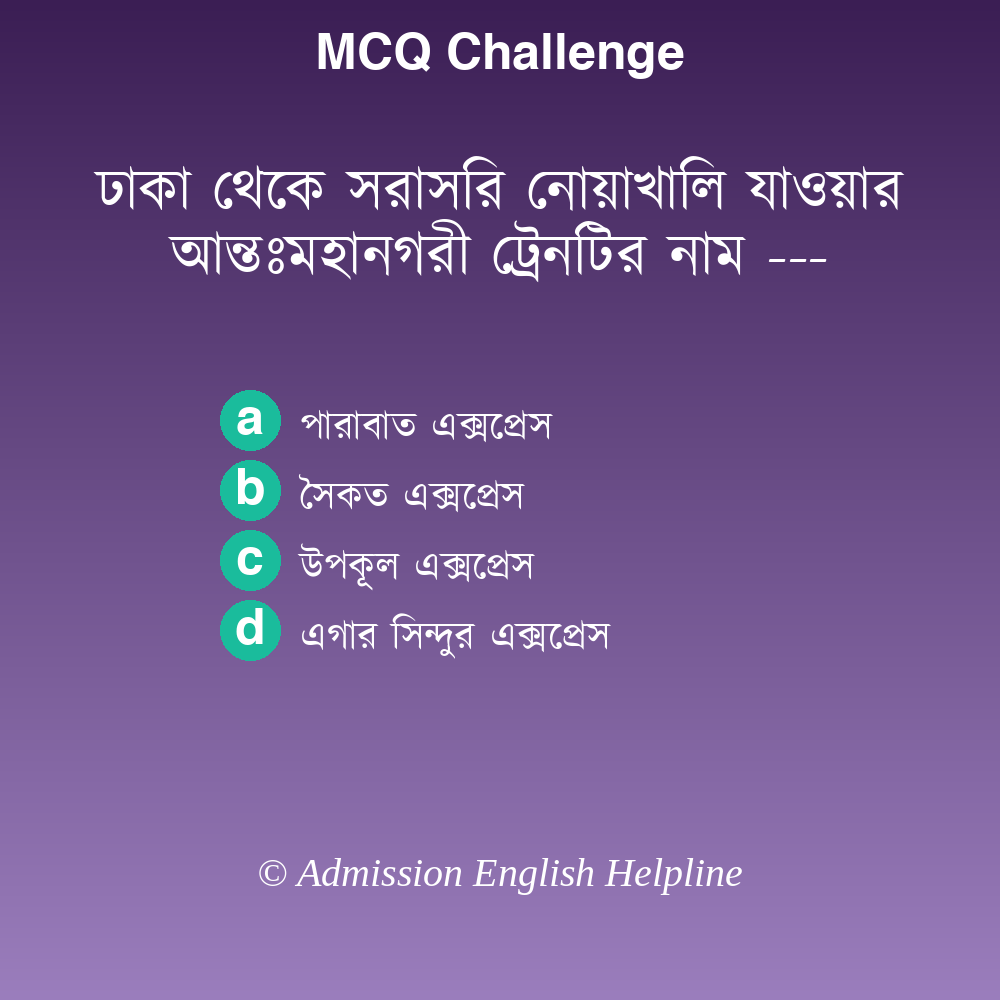 MCQ Challenge
ঢাকা থেকে সরাসরি নোয়াখালি যাওয়ার
আন্তঃমহানগরী ট্রেনটির নাম ---
a পারাবাত এক্সপ্রেস
b সৈকত এক্সপ্রেস
c উপকূল এক্সপ্রেস
d এগার সিন্দুর এক্সপ্রেস
© Admission English Helpline